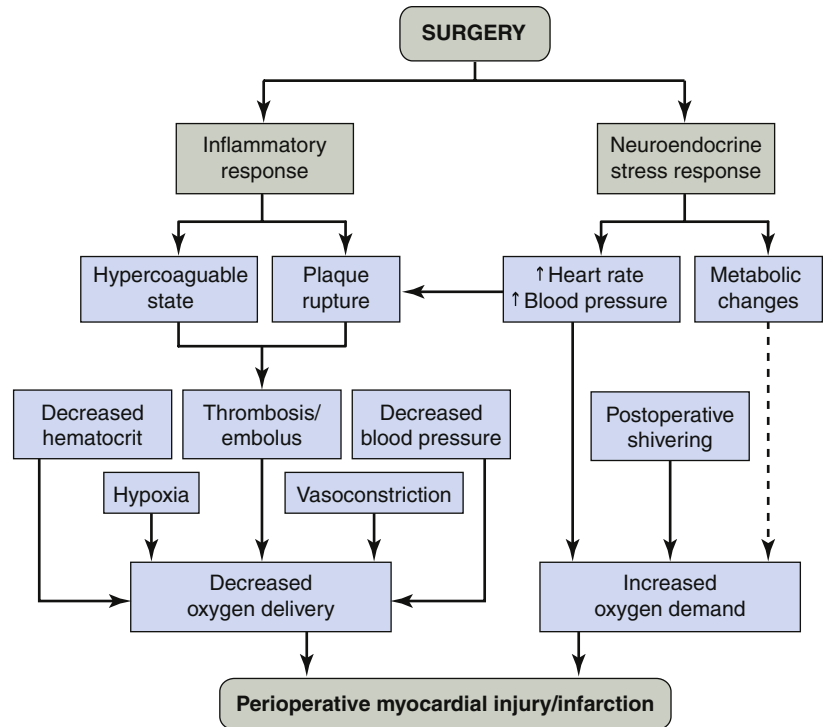 SURGERY
Inflammatory
response
Neuroendocrine
stress response
Hypercoaguable
state
Plaque
rupture
↑ Heart rate
↑ Blood pressure
Metabolic
changes
Decreased
hematocrit
Thrombosis/
embolus
Decreased
blood pressure
Postoperative
shivering
Hypoxia
Vasoconstriction
Decreased
oxygen delivery
Increased
oxygen demand
Perioperative myocardial injury/infarction